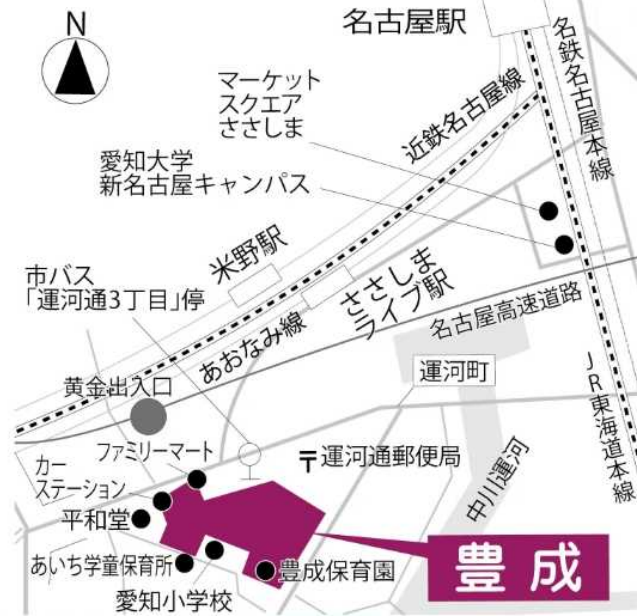 N
名古屋駅
名鉄名古屋本線
マーケット
スクエア
ささしま
近鉄名古屋線
愛知大学
新名古屋キャンパス
米野駅
市バス
「運河通3丁目」停
あおなみ線
ささしま
ライブ駅
名古屋高速道路
黄金出入口
運河町
JR東海道本線
ファミリーマート
〒運河通郵便局
カー
ステーション
中川運河
平和堂
豊成
あいち学童保育所
豊成保育園
愛知小学校